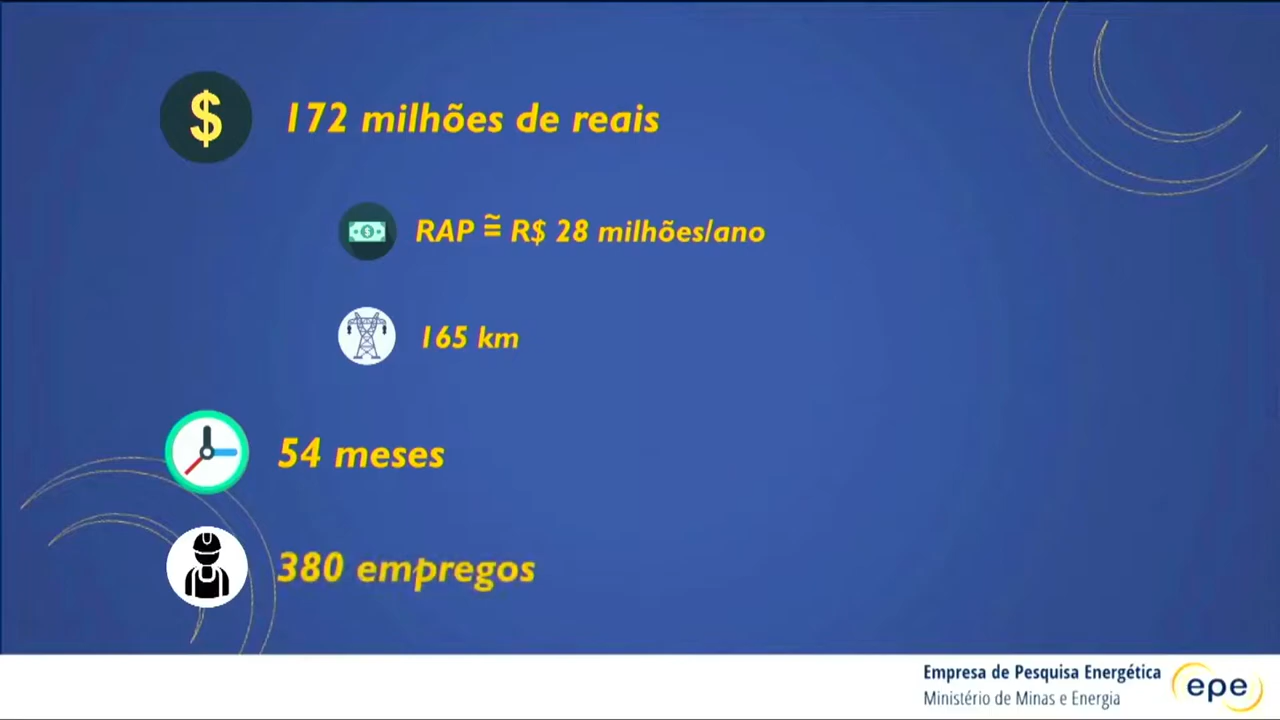 $ 172 milhões de reais
RAP ≅ R$ 28 milhões/ano
165 km
54 meses
380 empregos
Empresa de Pesquisa Energética
Ministério de Minas e Energia
epe